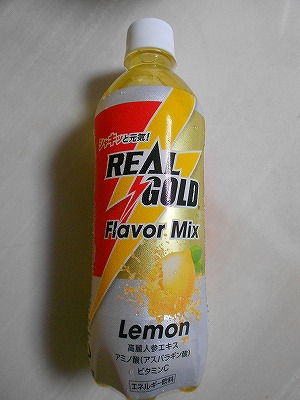 シャキッと元気!
REAL
GOLD
Flavor Mix
Lemon
高麗人参エキス
アミノ酸(アスパラギン酸)
ビタミンC
エネルギー飲料